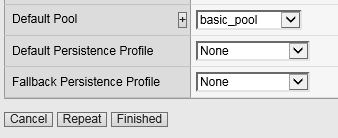 Default Pool + basic_pool
Default Persistence Profile None
Fallback Persistence Profile None
Cancel Repeat Finished